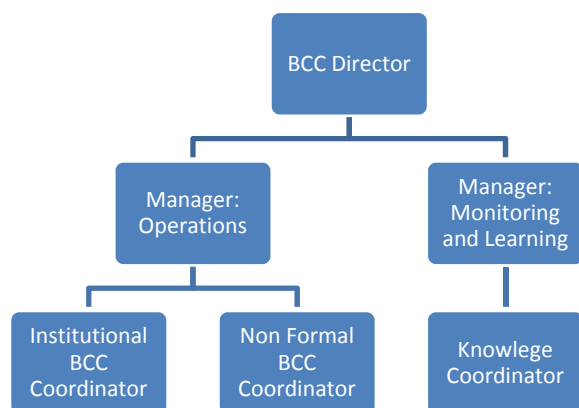 BCC Director
Manager:
Operations
Manager:
Monitoring
and Learning
Institutional
BCC
Coordinator
Non Formal
BCC
Coordinator
Knowlege
Coordinator